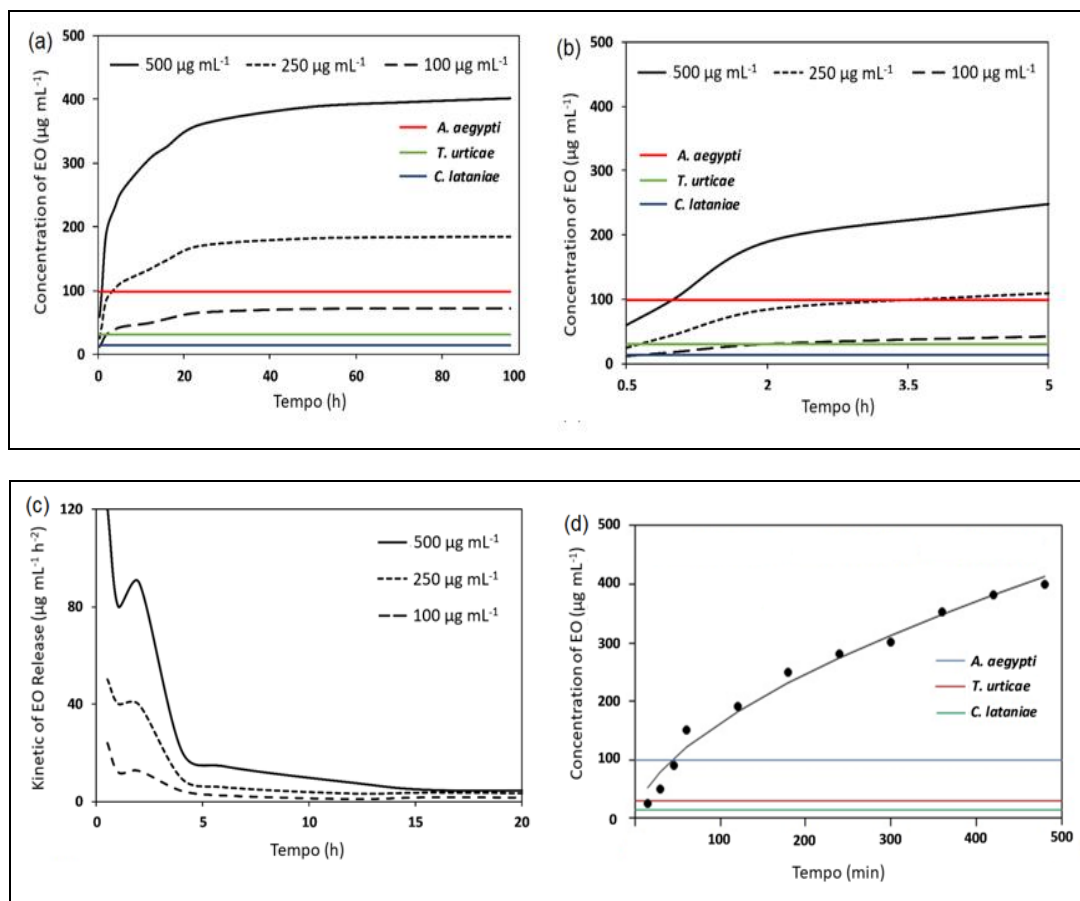 (a)
500 µg mL⁻¹ 250 µg mL⁻¹ 100 µg mL⁻¹
A. aegypti
T. urticae
C. lataniae
Concentration of EO (µg mL⁻¹)
500
400
300
200
100
0
0 20 40 60 80 100
Tempo (h)
(b)
500 µg mL⁻¹ 250 µg mL⁻¹ 100 µg mL⁻¹
A. aegypti
T. urticae
C. lataniae
Concentration of EO (µg mL⁻¹)
500
400
300
200
100
0
0.5 2 3.5 5
Tempo (h)
(c)
500 µg mL⁻¹
250 µg mL⁻¹
100 µg mL⁻¹
Kinetic of EO Release (µg mL⁻¹ h⁻²)
120
80
40
0
0 5 10 15 20
Tempo (h)
(d)
A. aegypti
T. urticae
C. lataniae
Concentration of EO (µg mL⁻¹)
500
400
300
200
100
0
100 200 300 400 500
Tempo (min)